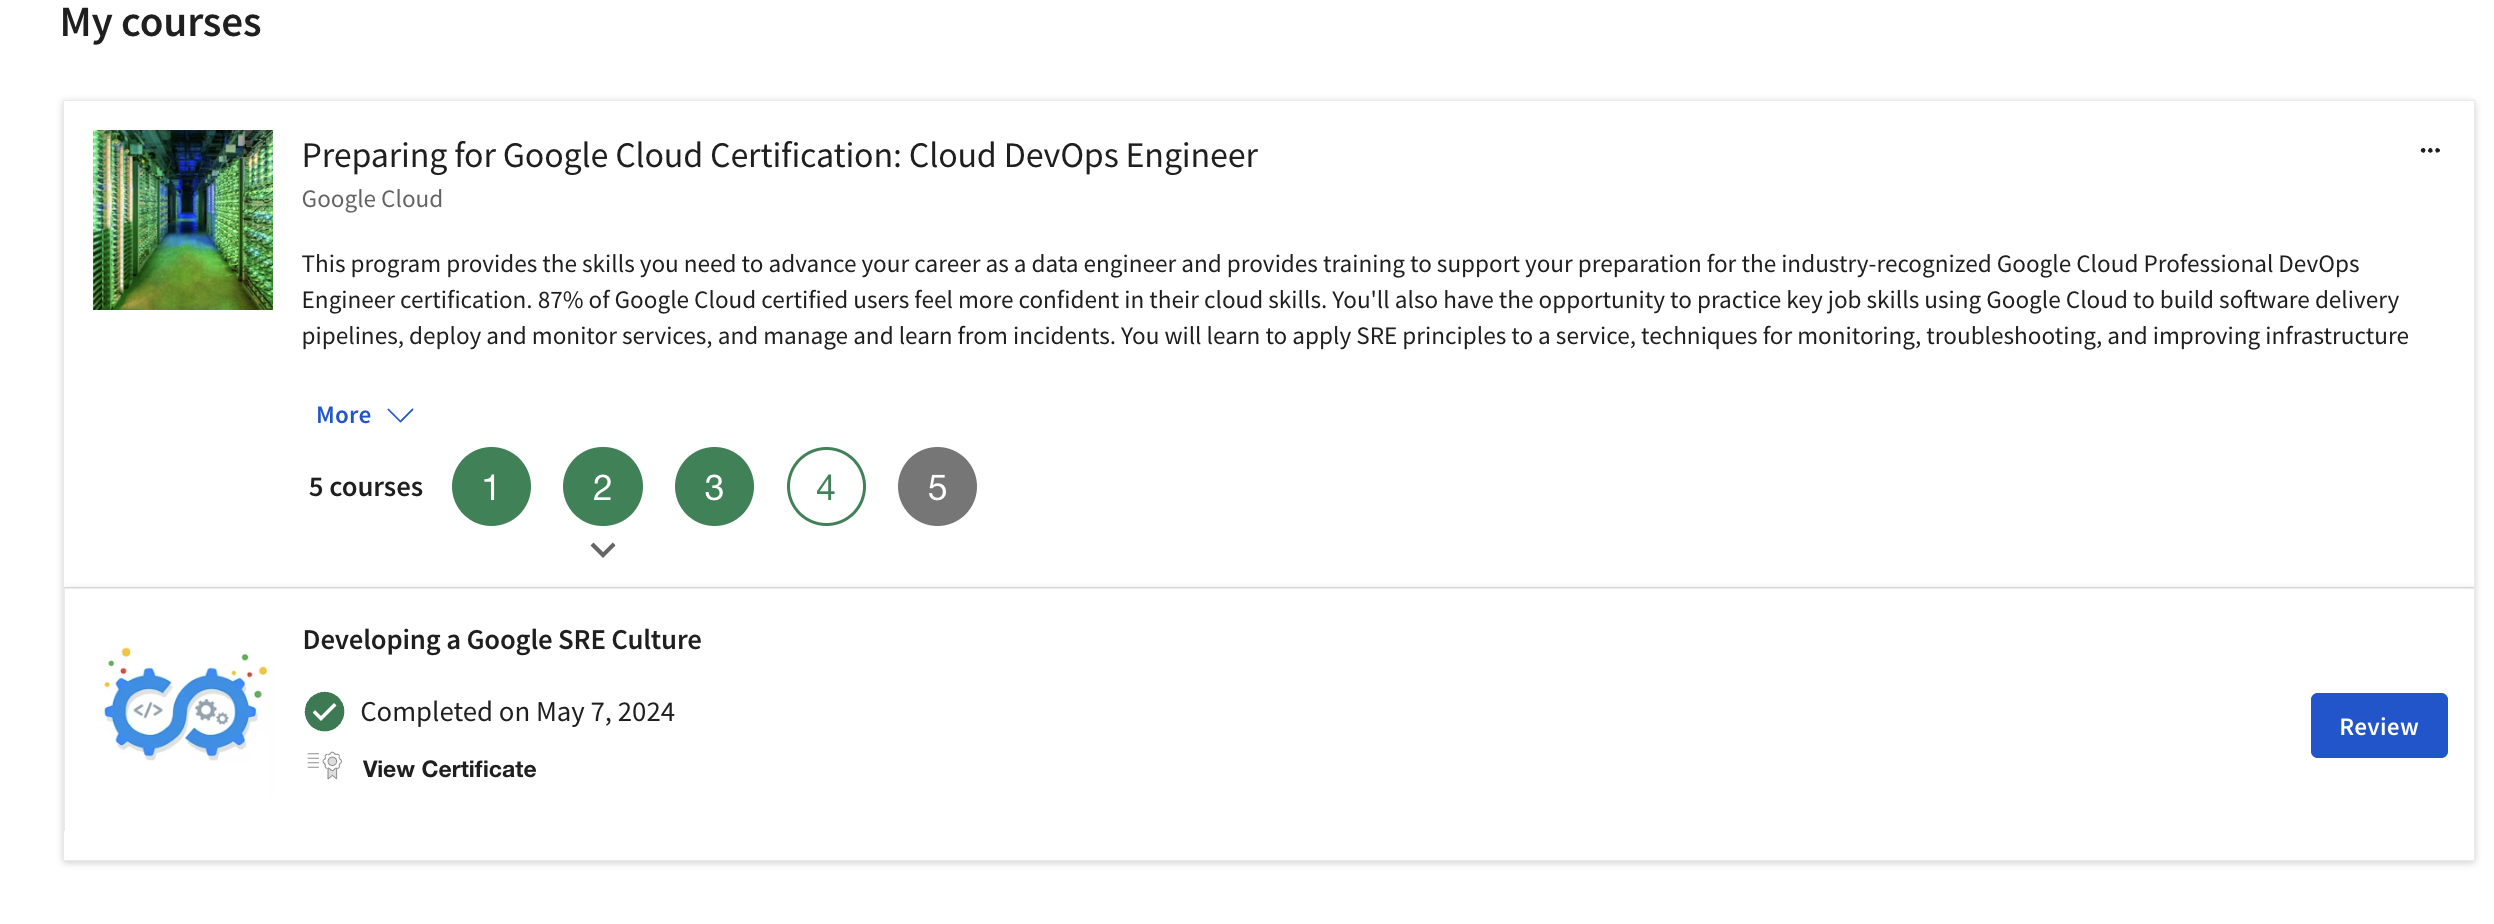 My courses
Preparing for Google Cloud Certification: Cloud DevOps Engineer
Google Cloud
This program provides the skills you need to advance your career as a data engineer and provides training to support your preparation for the industry-recognized Google Cloud Professional DevOps
Engineer certification. 87% of Google Cloud certified users feel more confident in their cloud skills. You'll also have the opportunity to practice key job skills using Google Cloud to build software delivery
pipelines, deploy and monitor services, and manage and learn from incidents. You will learn to apply SRE principles to a service, techniques for monitoring, troubleshooting, and improving infrastructure
More
5 courses 1 2 3 4 5
Developing a Google SRE Culture
</>
Completed on May 7, 2024
Review
View Certificate